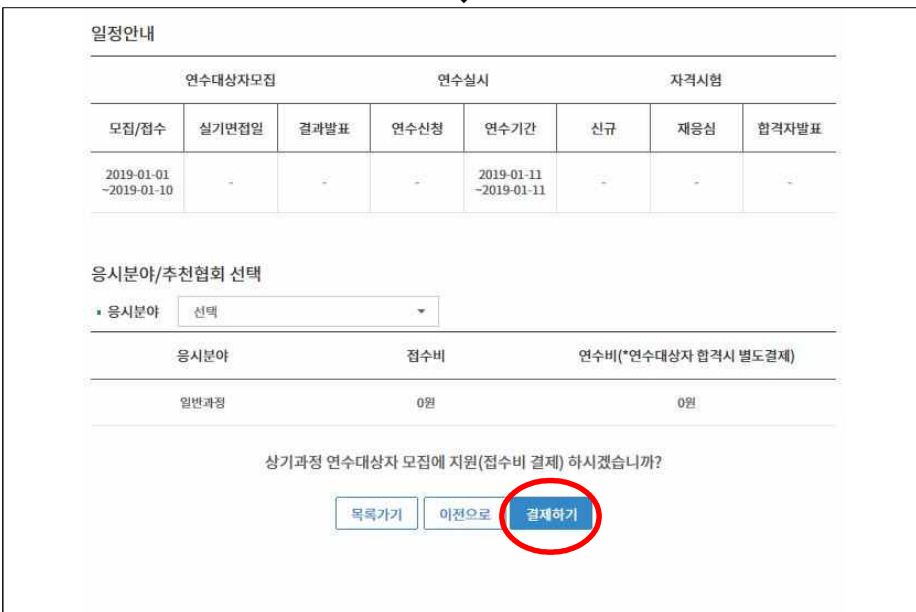 일정안내
연수대상자모집 연수실시 자격시험
모집/접수 실기면접일 결과발표 연수신청 연수기간 신규 재응심 합격자발표
2019-01-01
~2019-01-10 - - - 2019-01-11
~2019-01-11 - - -
응시분야/추천협회 선택
응시분야 선택
응시분야 접수비 연수비(*연수대상자 합격시 별도결제)
일반과정 0원 0원
상기과정 연수대상자 모집에 지원(접수비 결제) 하시겠습니까?
목록가기 이전으로 결제하기